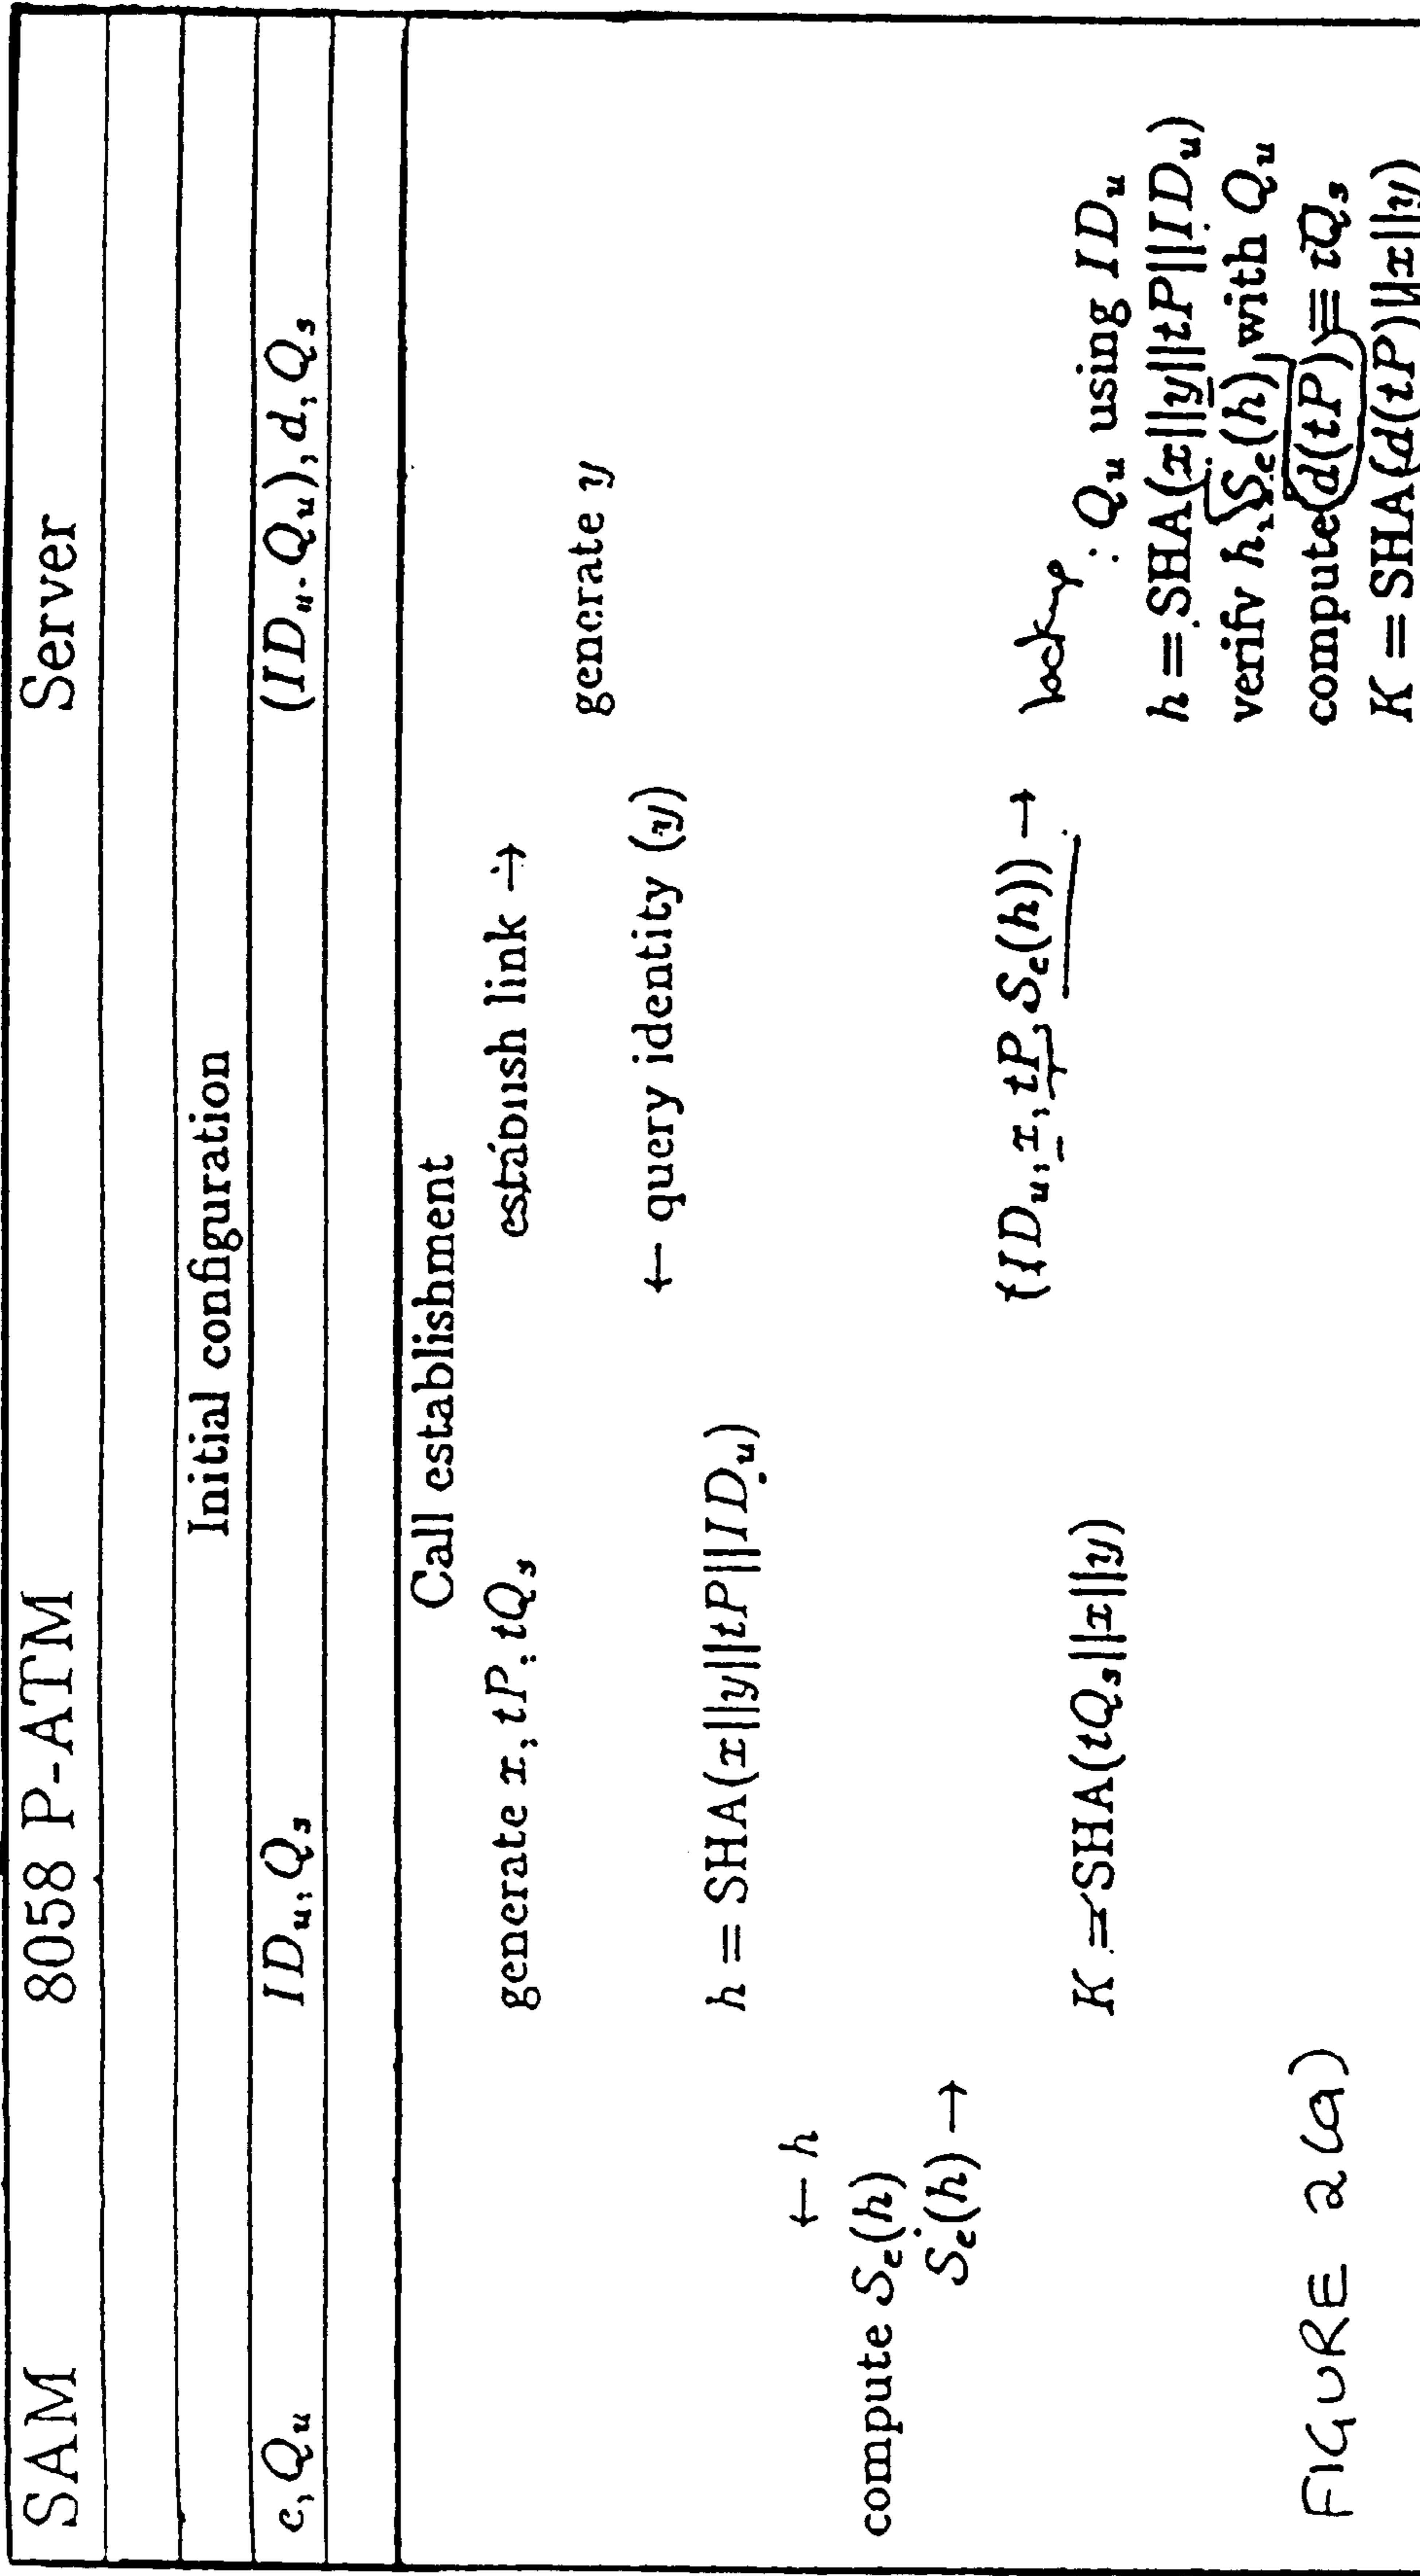 SAM 8058 P-ATM Server
Initial configuration
c, Q_u ID_u, Q_s (ID_u, Q_u), d, Q_s
Call establishment
generate x, tP, tQ_s establish link →
generate y
← query identity (y)
h = SHA(x||y||tP||ID_u)
← h
compute S_c(h)
S_c(h) →
(ID_u, x, tP, S_c(h)) → lookup
: Q_u using ID_u
K = SHA(tQ_s||x||y) h = SHA(x||y||tP||ID_u)
verify h, S_c(h) with Q_u
compute d(tP) ≡ tQ_s
K = SHA(d(tP)||x||y)
FIGURE 2(a)